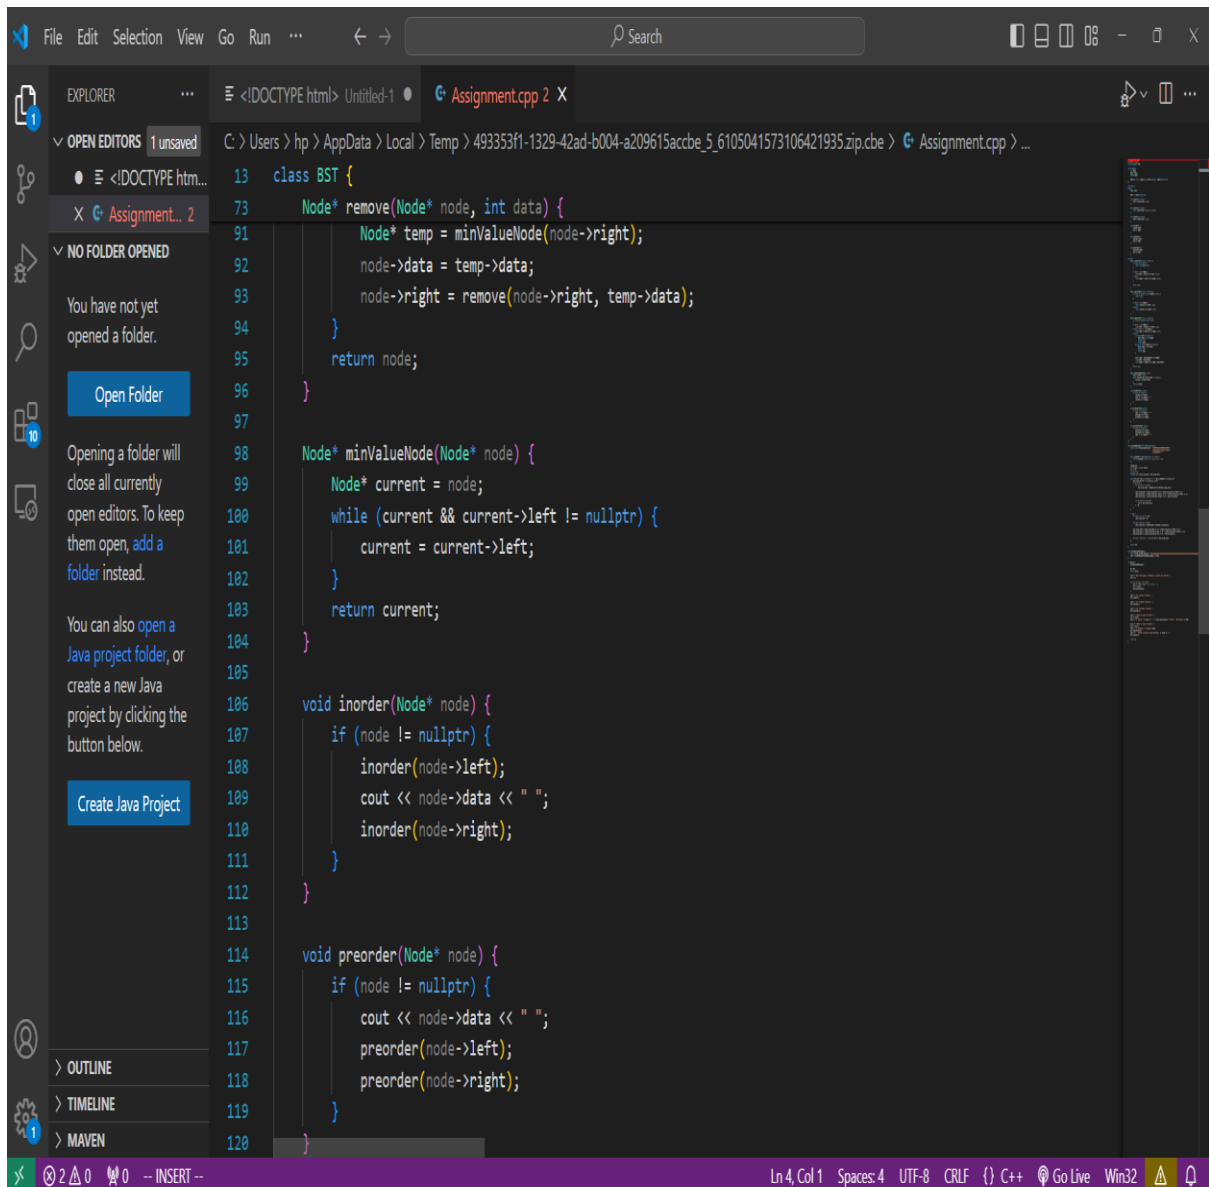 File Edit Selection View Go Run ··· ← → Search
EXPLORER ···
<!DOCTYPE html> Untitled-1 ●
Assignment.cpp 2 X
OPEN EDITORS 1 unsaved
C: > Users > hp > AppData > Local > Temp > 493353f1-1329-42ad-b004-a209615accbe_5_6105041573106421935.zip.cbe > Assignment.cpp > ...
● <!DOCTYPE htm...
X Assignment... 2
NO FOLDER OPENED
You have not yet
opened a folder.
Open Folder
Opening a folder will
close all currently
open editors. To keep
them open, add a
folder instead.
You can also open a
Java project folder, or
create a new Java
project by clicking the
button below.
Create Java Project
OUTLINE
TIMELINE
MAVEN
1
10
1
13 class BST {
73 Node* remove(Node* node, int data) {
91 Node* temp = minValueNode(node->right);
92 node->data = temp->data;
93 node->right = remove(node->right, temp->data);
94 }
95 return node;
96 }
97
98 Node* minValueNode(Node* node) {
99 Node* current = node;
100 while (current && current->left != nullptr) {
101 current = current->left;
102 }
103 return current;
104 }
105
106 void inorder(Node* node) {
107 if (node != nullptr) {
108 inorder(node->left);
109 cout << node->data << " ";
110 inorder(node->right);
111 }
112 }
113
114 void preorder(Node* node) {
115 if (node != nullptr) {
116 cout << node->data << " ";
117 preorder(node->left);
118 preorder(node->right);
119 }
120 }
2 0 0 -- INSERT -- Ln 4, Col 1 Spaces: 4 UTF-8 CRLF {} C++ Go Live Win32